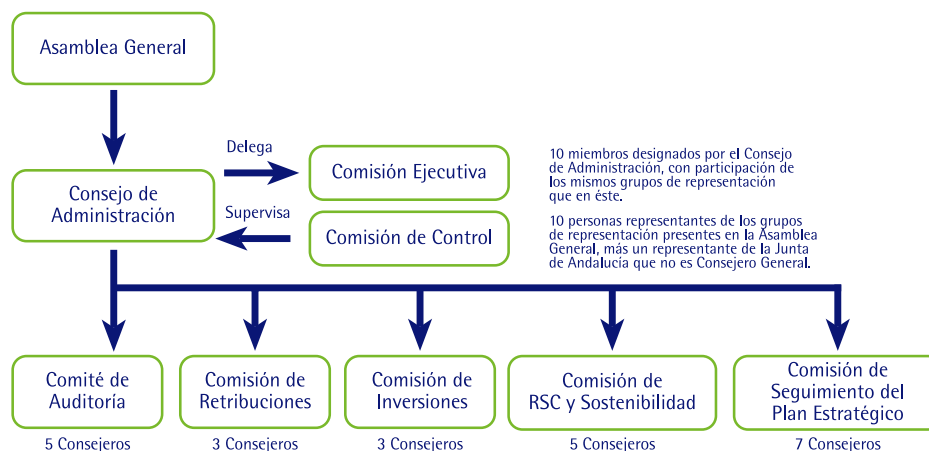 Asamblea General
Delega
Comisión Ejecutiva
10 miembros designados por el Consejo
de Administración, con participación de
los mismos grupos de representación
que en éste.
Consejo de
Administración
Supervisa
Comisión de Control
10 personas representantes de los grupos
de representación presentes en la Asamblea
General, más un representante de la Junta
de Andalucía que no es Consejero General.
Comité de
Auditoría
5 Consejeros
Comisión de
Retribuciones
3 Consejeros
Comisión de
Inversiones
3 Consejeros
Comisión de
RSC y Sostenibilidad
5 Consejeros
Comisión de
Seguimiento del
Plan Estratégico
7 Consejeros